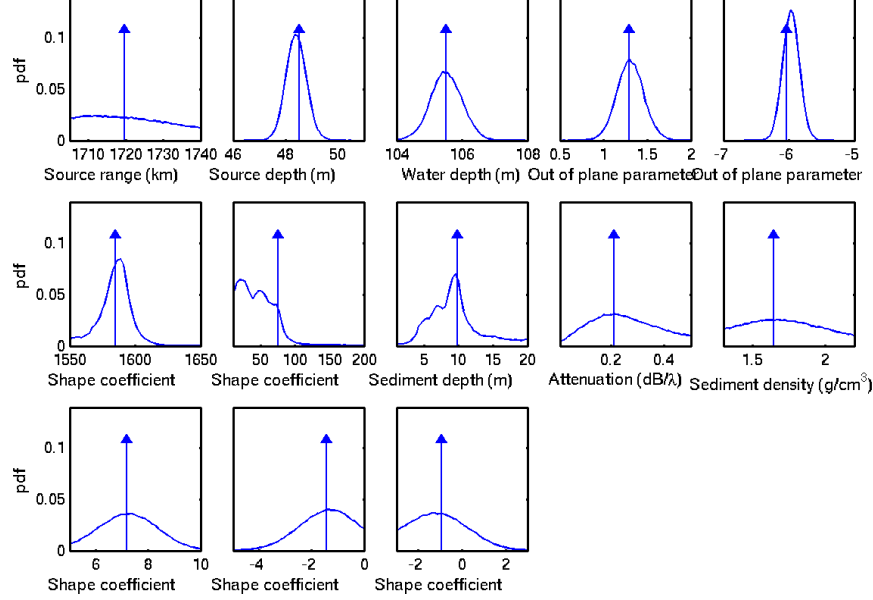 pdf
0.1
0.05
0
1710 1720 1730 1740
Source range (km)
46 48 50
Source depth (m)
104 106 108
Water depth (m)
0.5 1 1.5 2
Out of plane parameter
-7 -6 -5
Out of plane parameter
pdf
0.1
0.05
0
1550 1600 1650
Shape coefficient
50 100 150 200
Shape coefficient
5 10 15 20
Sediment depth (m)
0.2 0.4
Attenuation (dB/λ)
1.5 2
Sediment density (g/cm³)
pdf
0.1
0.05
0
6 8 10
Shape coefficient
-4 -2 0
Shape coefficient
-2 0 2
Shape coefficient